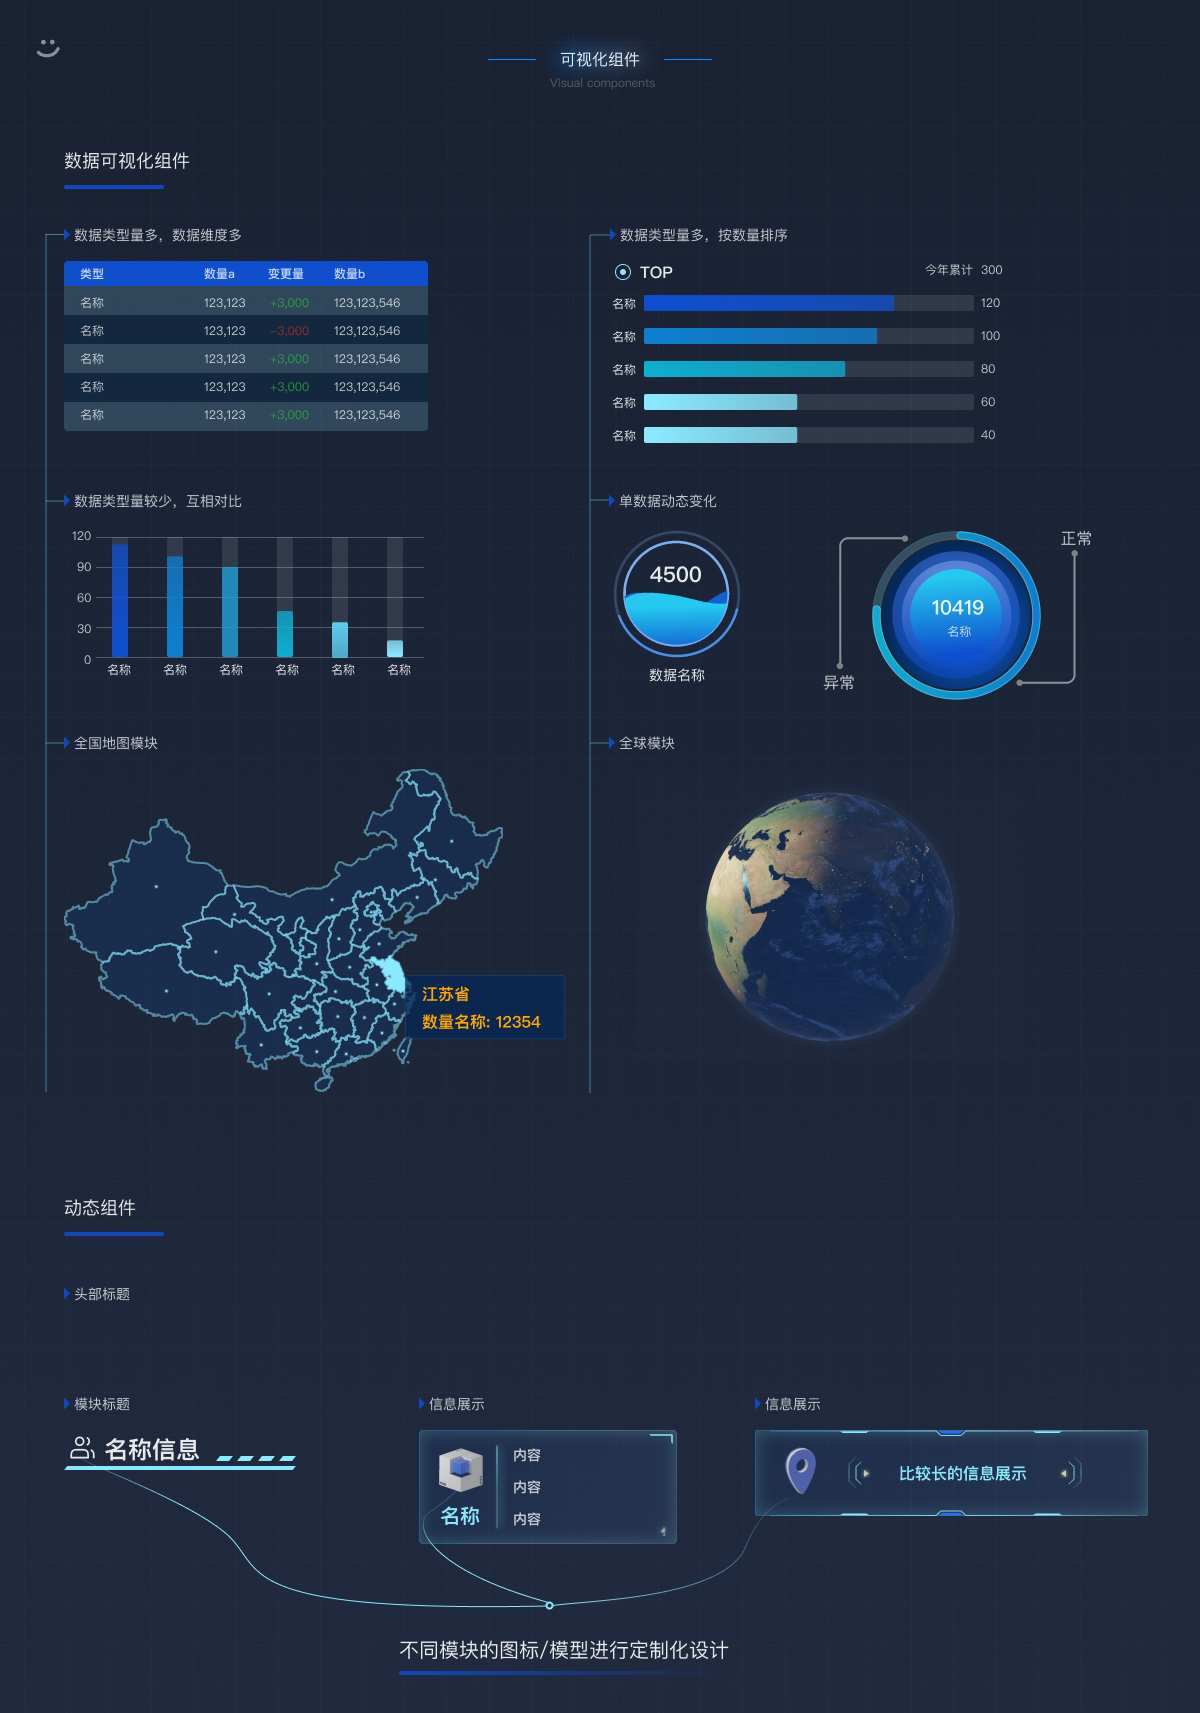 可视化组件
Visual components
数据可视化组件
数据类型量多，数据维度多
类型 数量a 变更量 数量b
名称 123,123 +3,000 123,123,546
名称 123,123 -3,000 123,123,546
名称 123,123 +3,000 123,123,546
名称 123,123 +3,000 123,123,546
名称 123,123 +3,000 123,123,546
数据类型量多，按数量排序
TOP 今年累计 300
名称 120
名称 100
名称 80
名称 60
名称 40
数据类型量较少，互相对比
120
90
60
30
0
名称 名称 名称 名称 名称 名称
单数据动态变化
4500
数据名称
正常
10419
名称
异常
全国地图模块
江苏省
数量名称: 12354
全球模块
动态组件
头部标题
模块标题
名称信息
信息展示
名称
内容
内容
内容
信息展示
比较长的信息展示
不同模块的图标/模型进行定制化设计